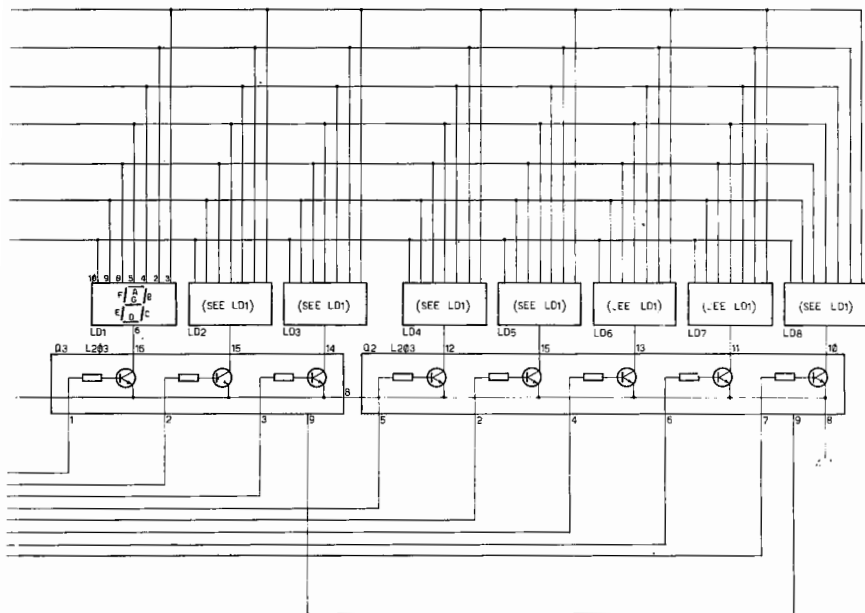 10 9 8 5 4 2 3
A
F G B
E D C
(SEE LD1) (SEE LD1) (SEE LD1) (SEE LD1) (SEE LD1) (SEE LD1) (SEE LD1)
LD1 6 LD2 LD3 LD4 LD5 LD6 LD7 LD8
Q3 L203 16 15 14 Q2 L203 12 15 13 11 10
8
1 2 3 9 5 2 4 6 7 9 8